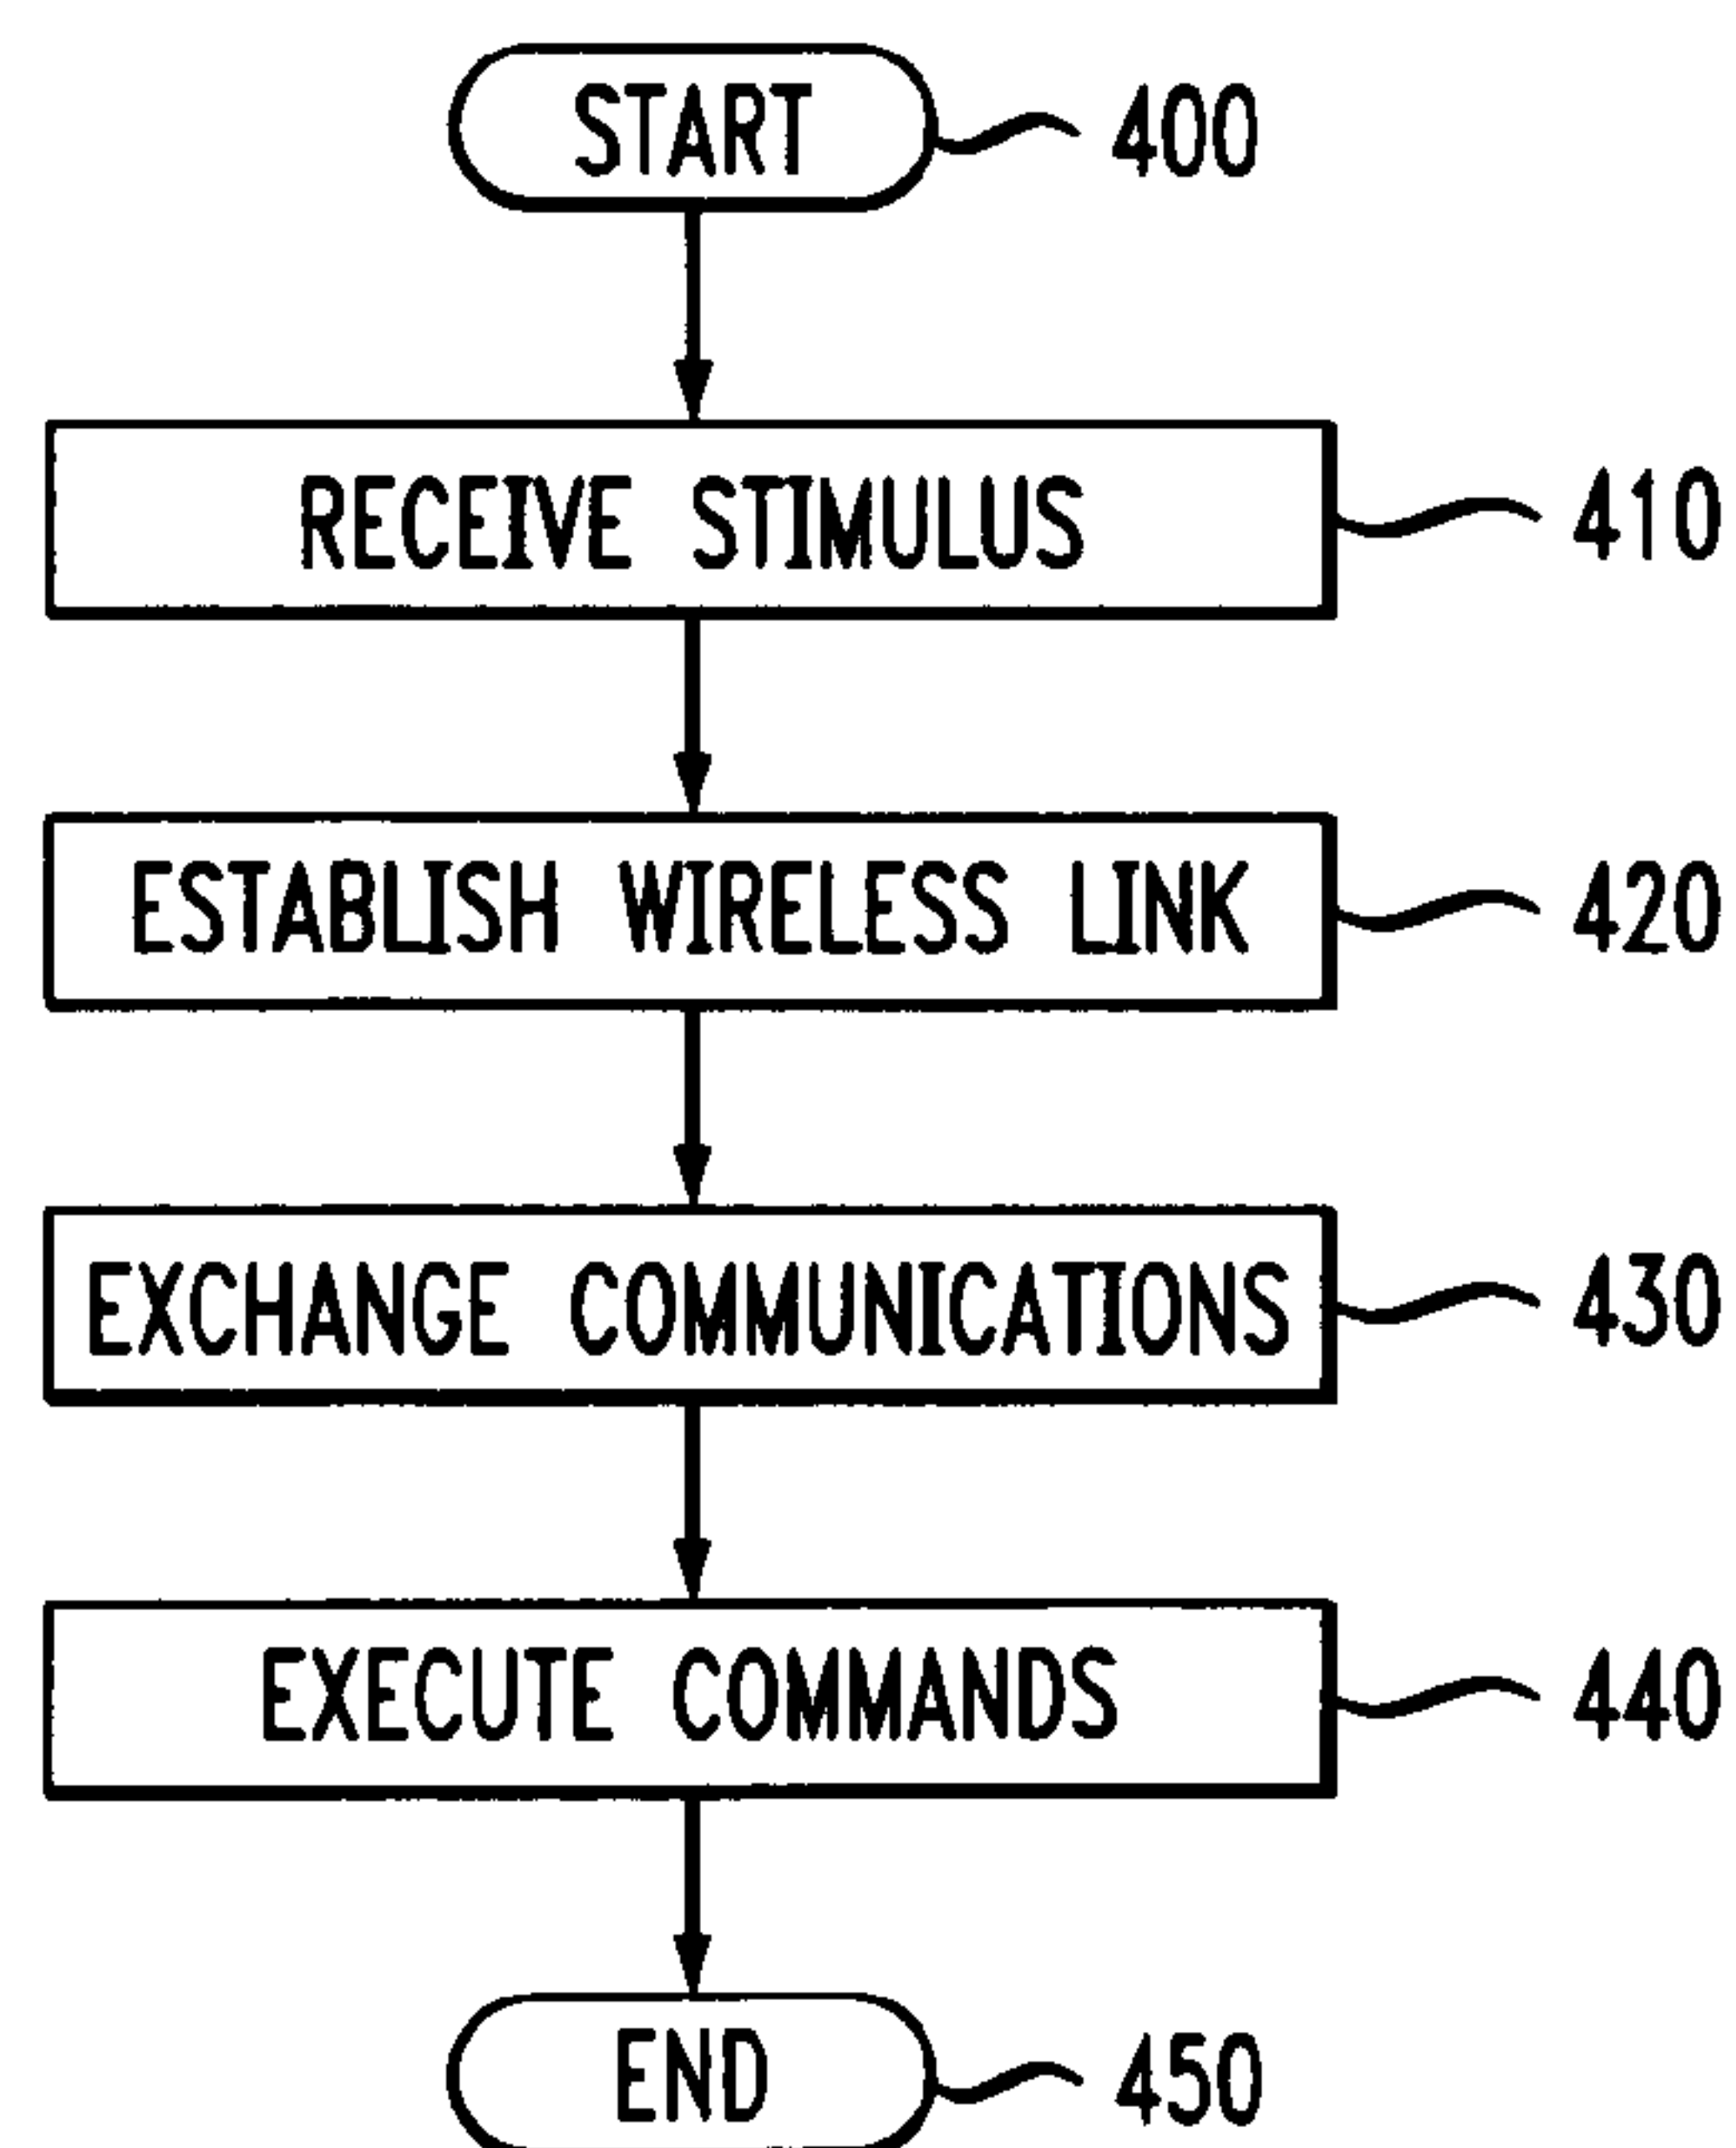 START 400
RECEIVE STIMULUS 410
ESTABLISH WIRELESS LINK 420
EXCHANGE COMMUNICATIONS 430
EXECUTE COMMANDS 440
END 450